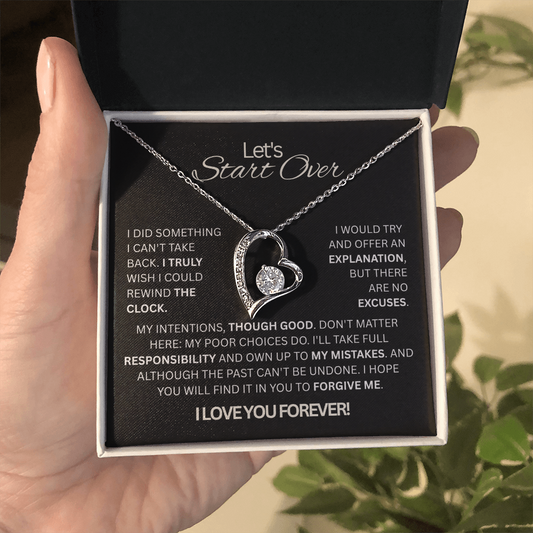 Let's
Start Over
I DID SOMETHING
I CAN'T TAKE
BACK. I TRULY
WISH I COULD
REWIND THE
CLOCK.
I WOULD TRY
AND OFFER AN
EXPLANATION,
BUT THERE
ARE NO
EXCUSES.
MY INTENTIONS, THOUGH GOOD. DON'T MATTER
HERE: MY POOR CHOICES DO. I'LL TAKE FULL
RESPONSIBILITY AND OWN UP TO MY MISTAKES. AND
ALTHOUGH THE PAST CAN'T BE UNDONE. I HOPE
YOU WILL FIND IT IN YOU TO FORGIVE ME.
I LOVE YOU FOREVER!